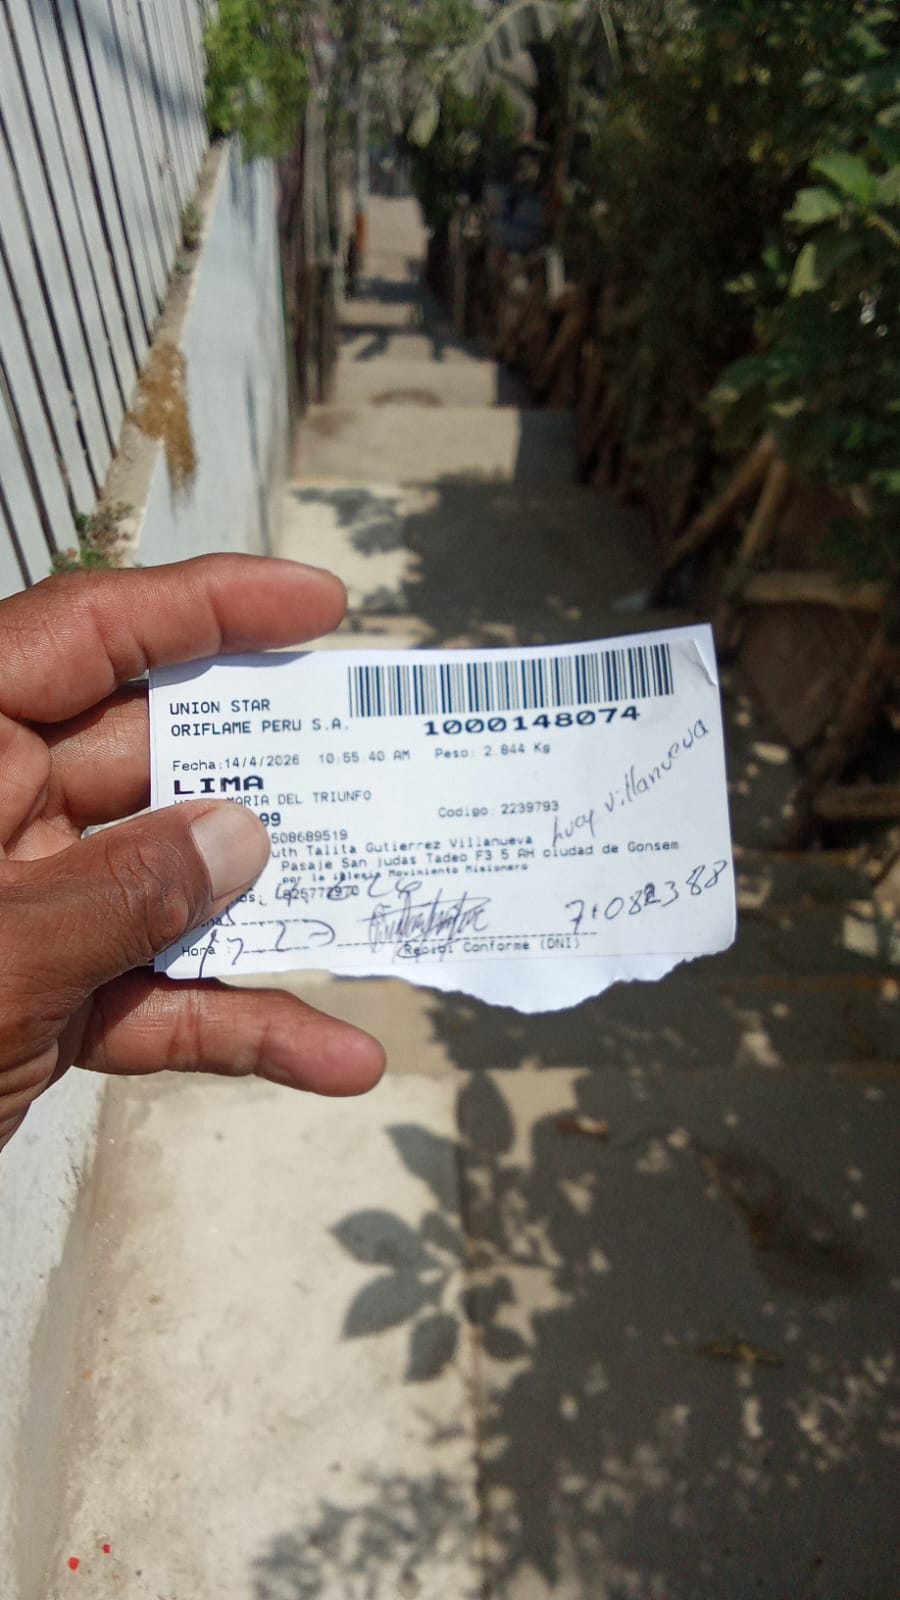 UNION STAR
ORIFLAME PERU S.A.
1000148074
Fecha:14/4/2026 10:55:40 AM Peso: 2.844 Kg
LIMA
MARIA DEL TRIUNFO
99
Codigo: 2239793
508689519
uth Talita Gutierrez Villanueva
Lucy Villanueva
Pasaje San judas Tadeo F3 5 AH ciudad de Gonsem
por la iglesia Movimiento Misionero
Hora :
Recibi Conforme (DNI)